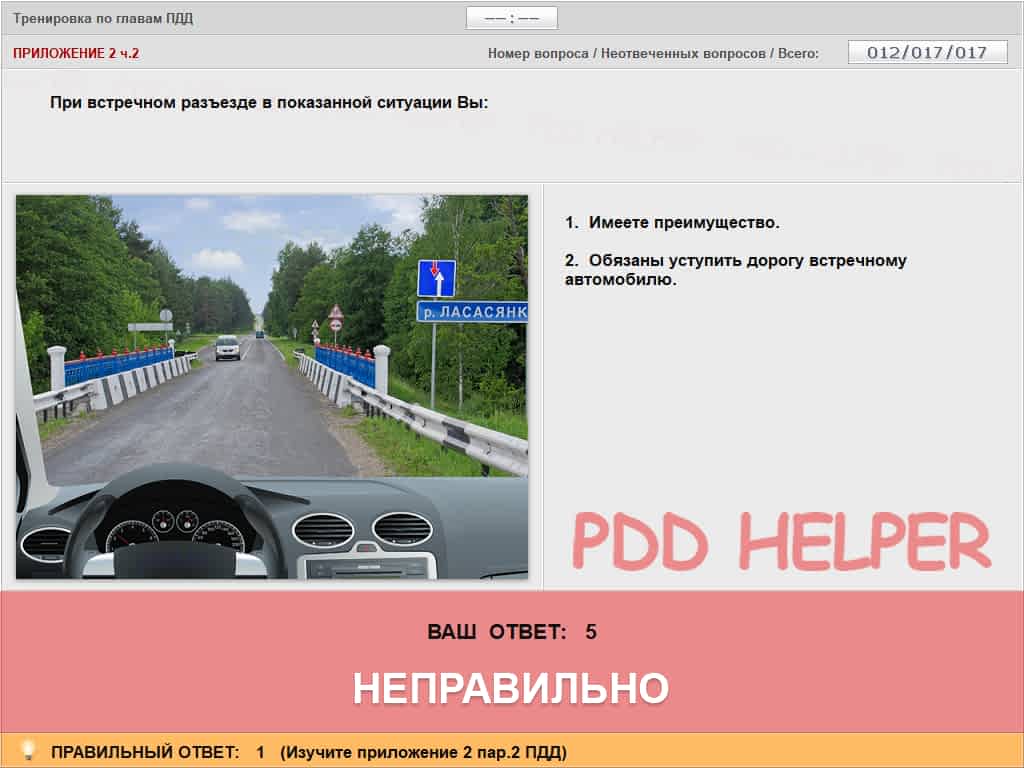 Тренировка по главам ПДД
—— : ——
ПРИЛОЖЕНИЕ 2 ч.2
Номер вопроса / Неотвеченных вопросов / Всего:
012/017/017
При встречном разъезде в показанной ситуации Вы:
1. Имеете преимущество.
2. Обязаны уступить дорогу встречному
автомобилю.
р. ЛАСАСЯНК
PDD HELPER
ВАШ ОТВЕТ: 5
НЕПРАВИЛЬНО
ПРАВИЛЬНЫЙ ОТВЕТ: 1 (Изучите приложение 2 пар.2 ПДД)